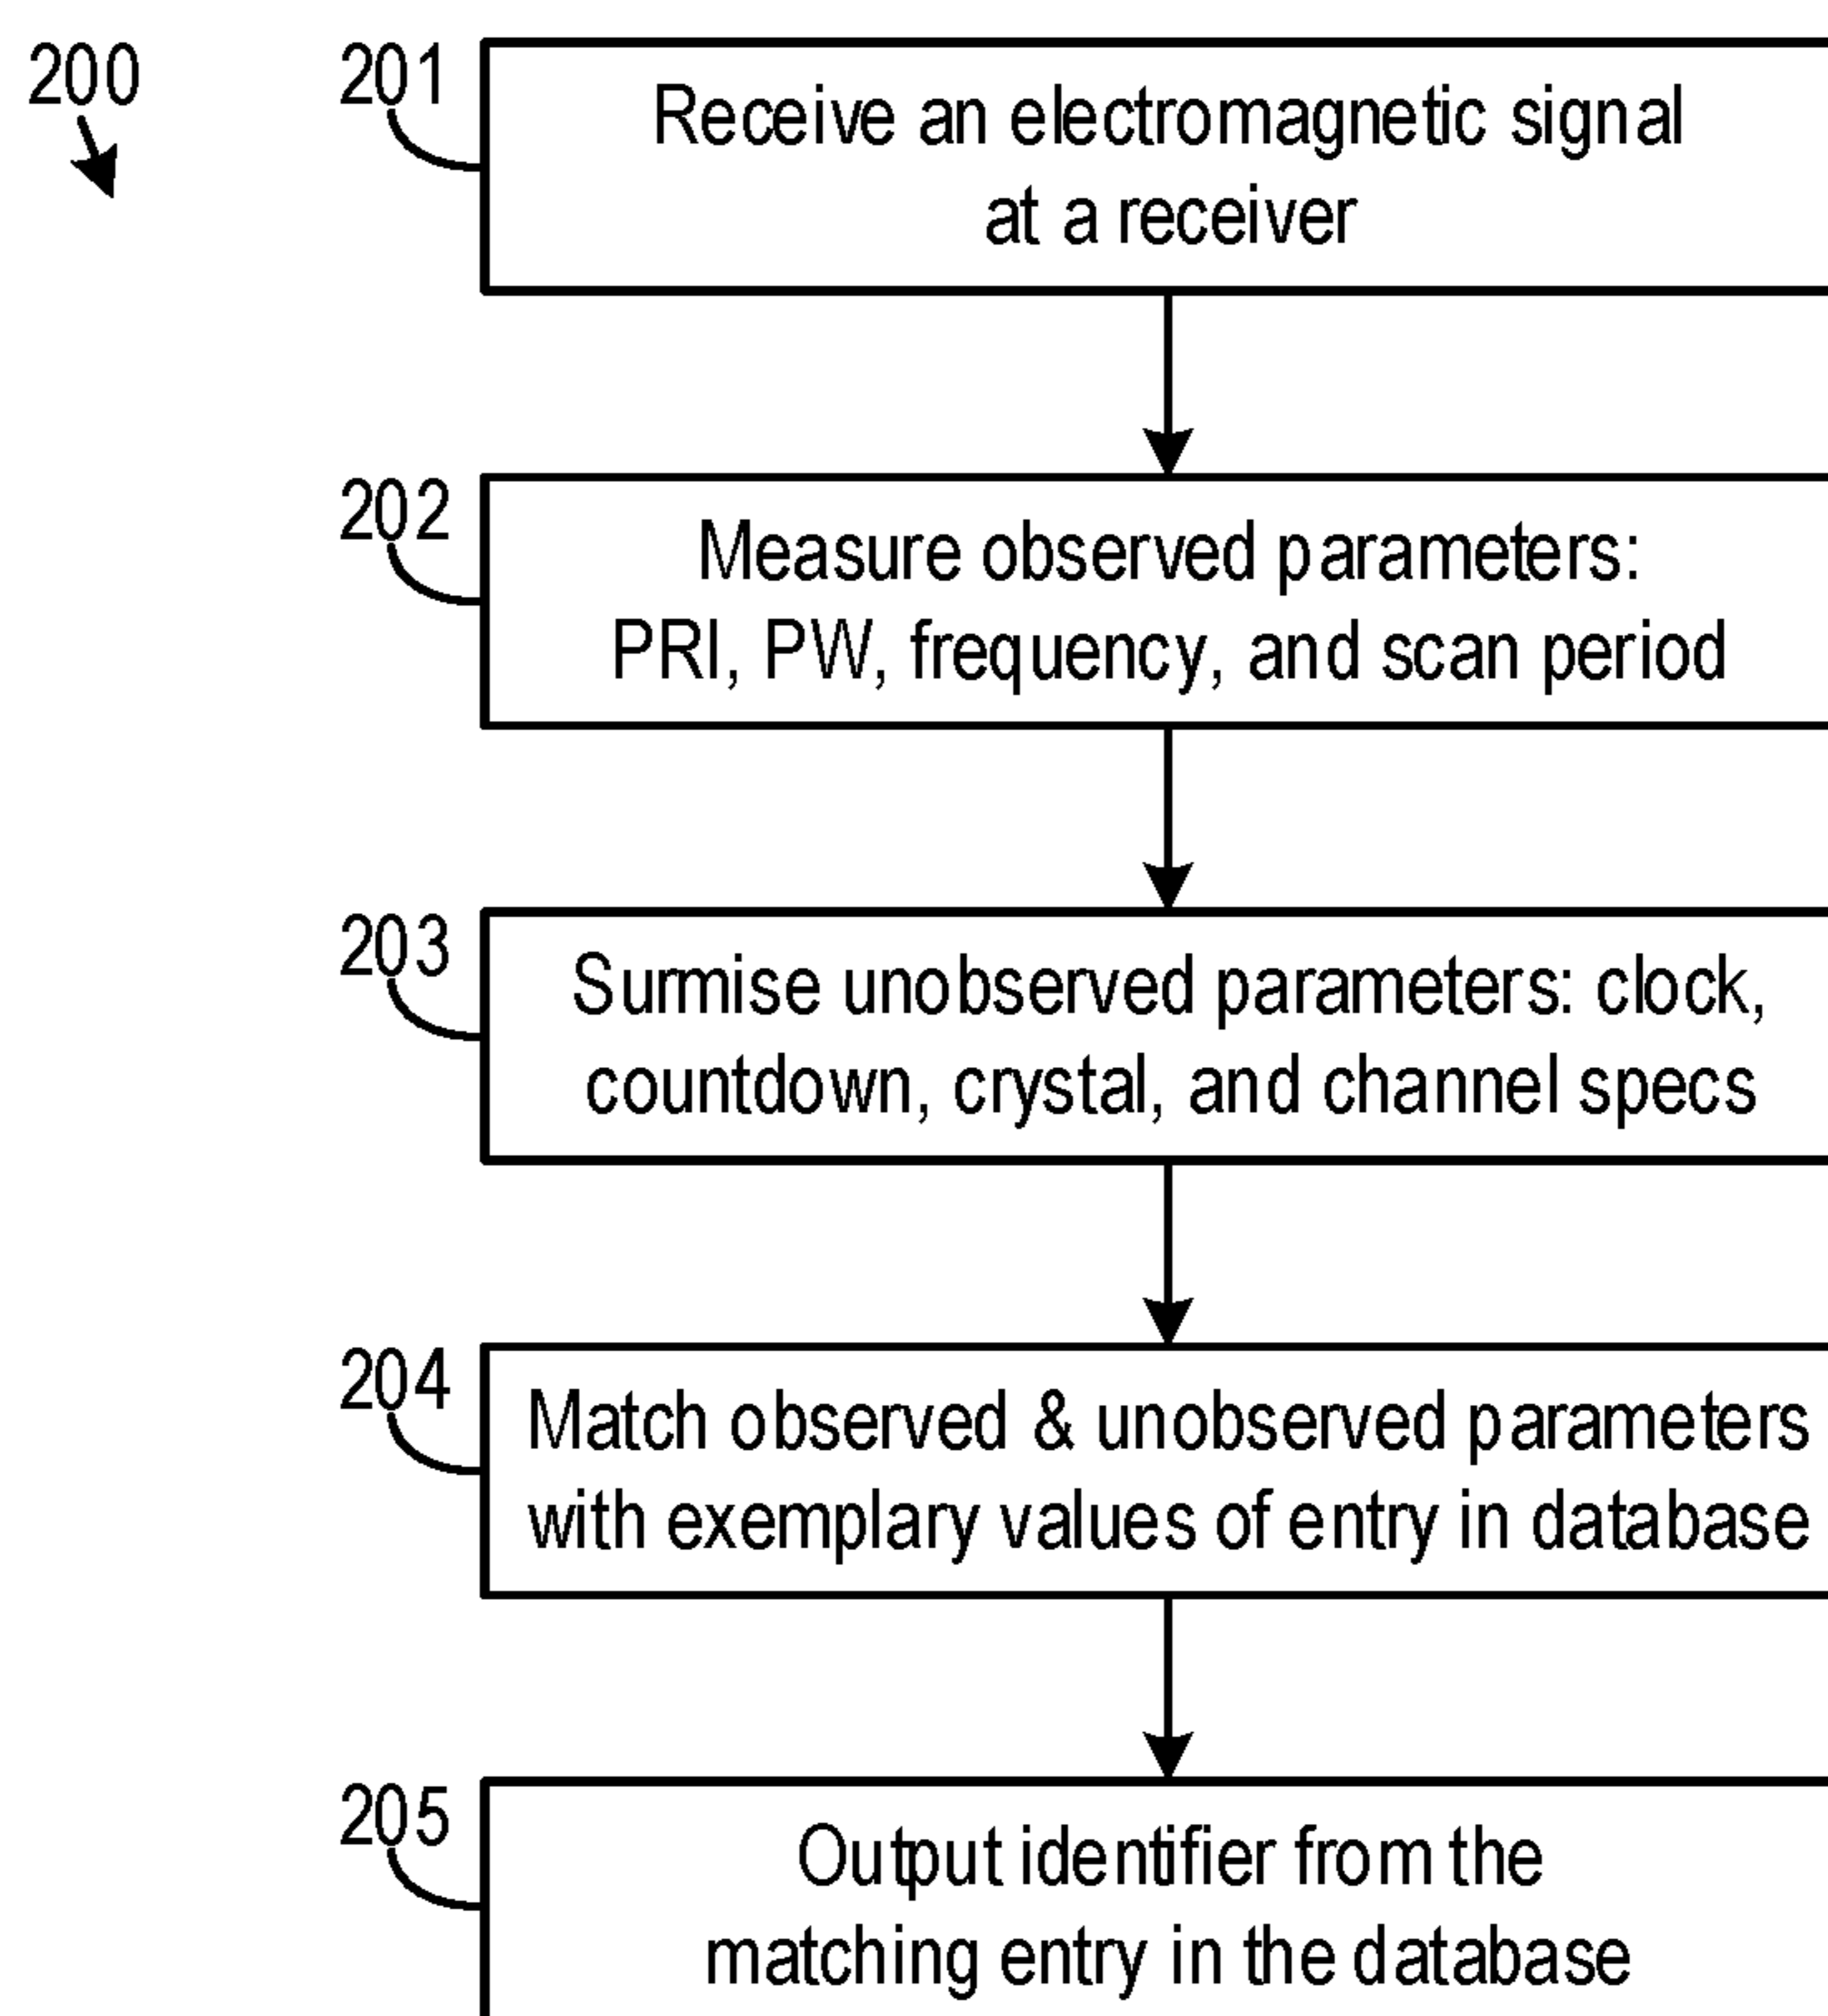 200
201
Receive an electromagnetic signal
at a receiver
202
Measure observed parameters:
PRI, PW, frequency, and scan period
203
Surmise unobserved parameters: clock,
countdown, crystal, and channel specs
204
Match observed & unobserved parameters
with exemplary values of entry in database
205
Output identifier from the
matching entry in the database